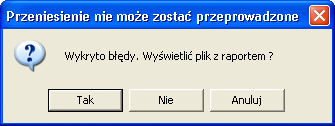 Przeniesienie nie może zostać przeprowadzone
Wykryto błędy. Wyświetlić plik z raportem ?
Tak Nie Anuluj